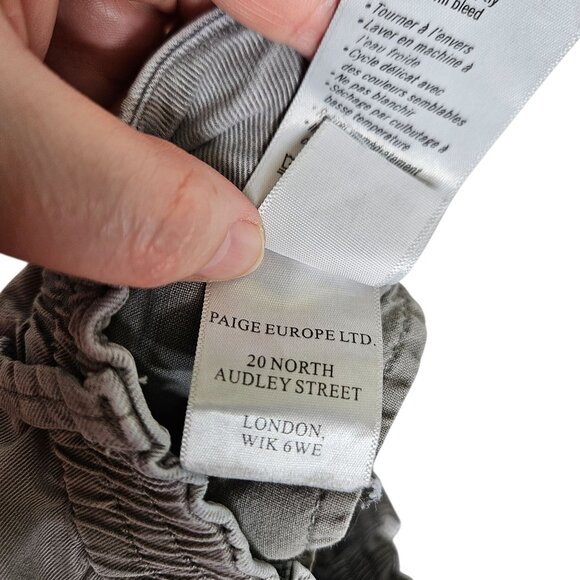 bleed
• Tourner à l'envers
• Laver en machine à
l'eau froide
• Cycle délicat avec
des couleurs semblables
• Ne pas blanchir
• Séchage par culbutage à
basse température
immédiatement
PAIGE EUROPE LTD.
20 NORTH
AUDLEY STREET
LONDON,
WIK 6WE